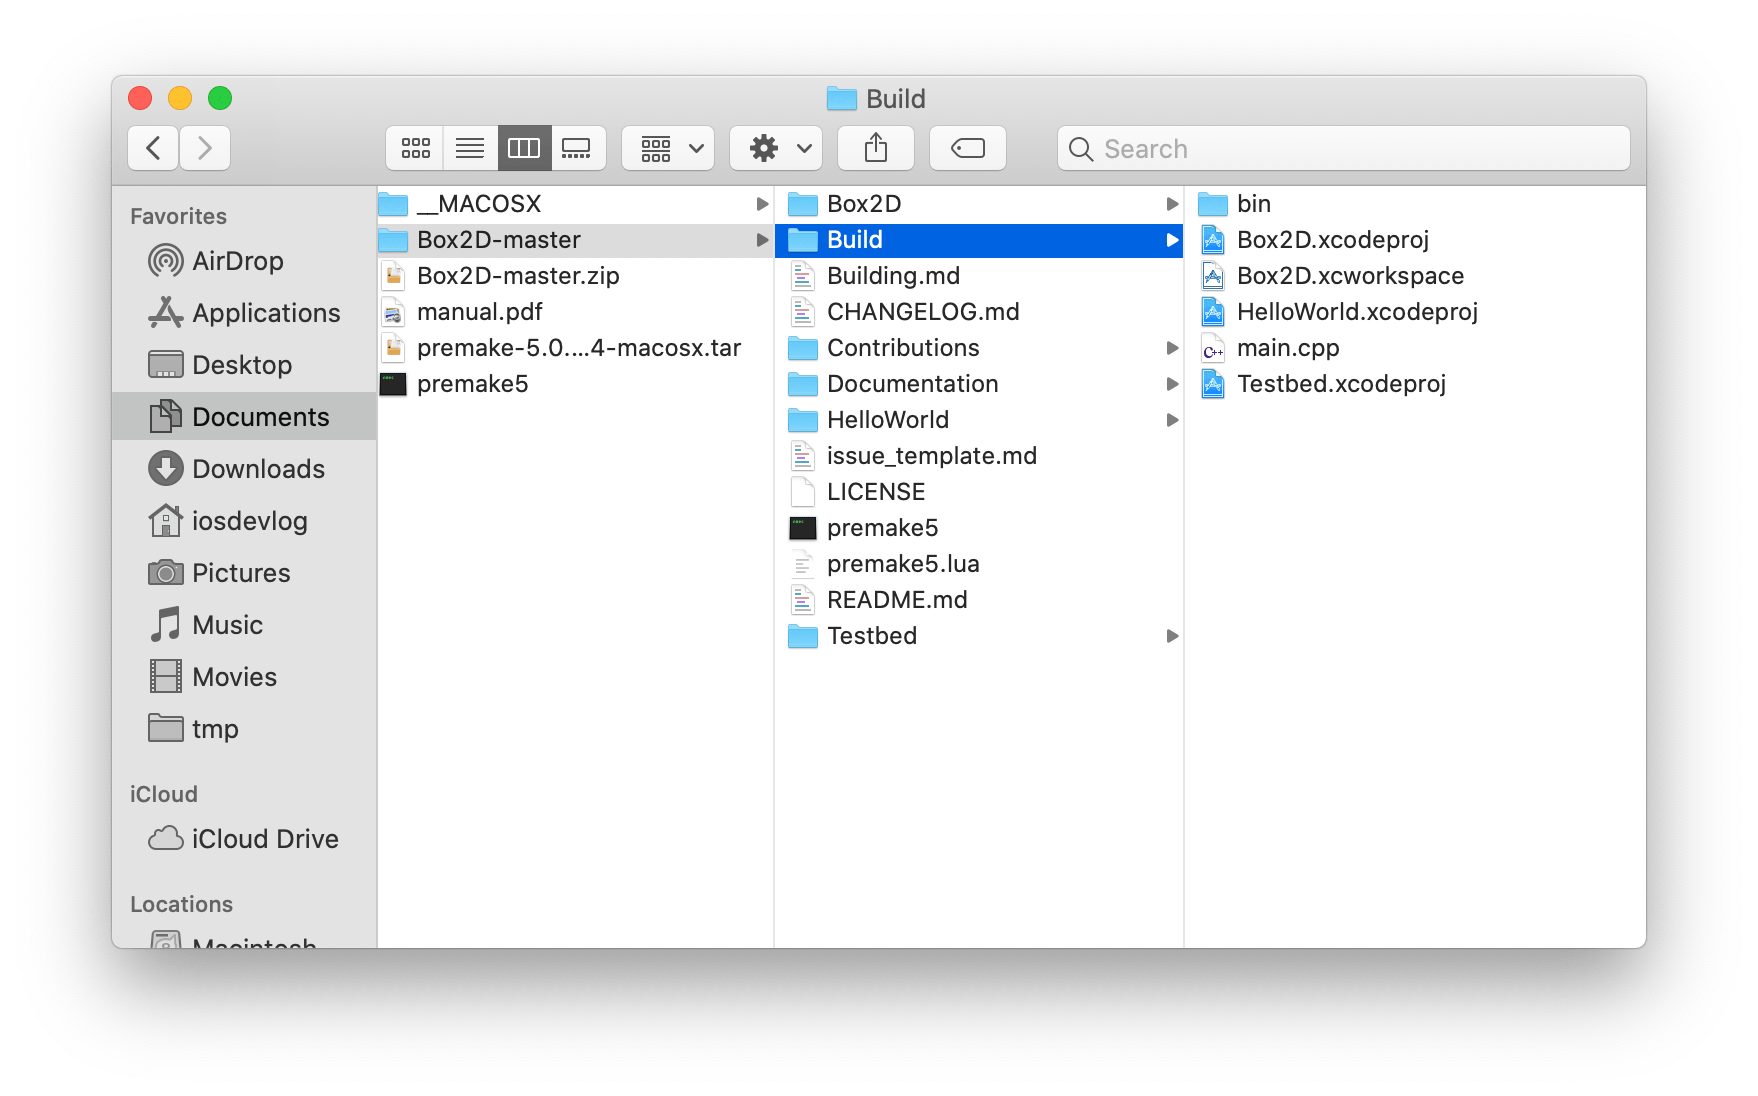 Build
Search
Favorites
AirDrop
Applications
Desktop
Documents
Downloads
iosdevlog
Pictures
Music
Movies
tmp
iCloud
iCloud Drive
Locations
Macintosh
__MACOSX
Box2D-master
Box2D-master.zip
manual.pdf
premake-5.0....4-macosx.tar
premake5
Box2D
Build
Building.md
CHANGELOG.md
Contributions
Documentation
HelloWorld
issue_template.md
LICENSE
premake5
premake5.lua
README.md
Testbed
bin
Box2D.xcodeproj
Box2D.xcworkspace
HelloWorld.xcodeproj
main.cpp
Testbed.xcodeproj